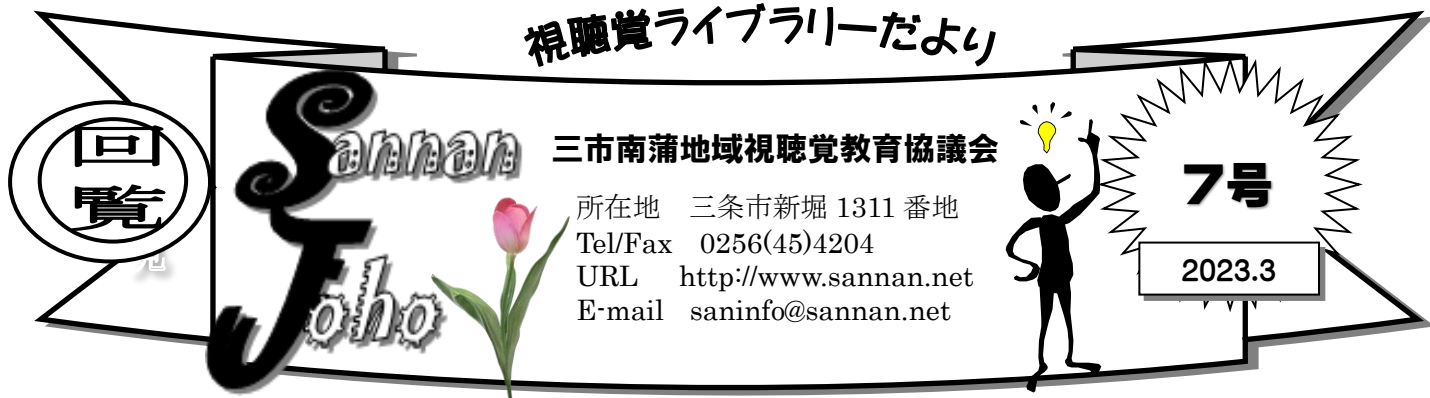 視聴覚ライブラリーだより
回覧
Sannan
Joho
三市南蒲地域視聴覚教育協議会
所在地　三条市新堀 1311 番地
Tel/Fax　0256(45)4204
URL　http://www.sannan.net
E-mail　saninfo@sannan.net
７号
2023.3